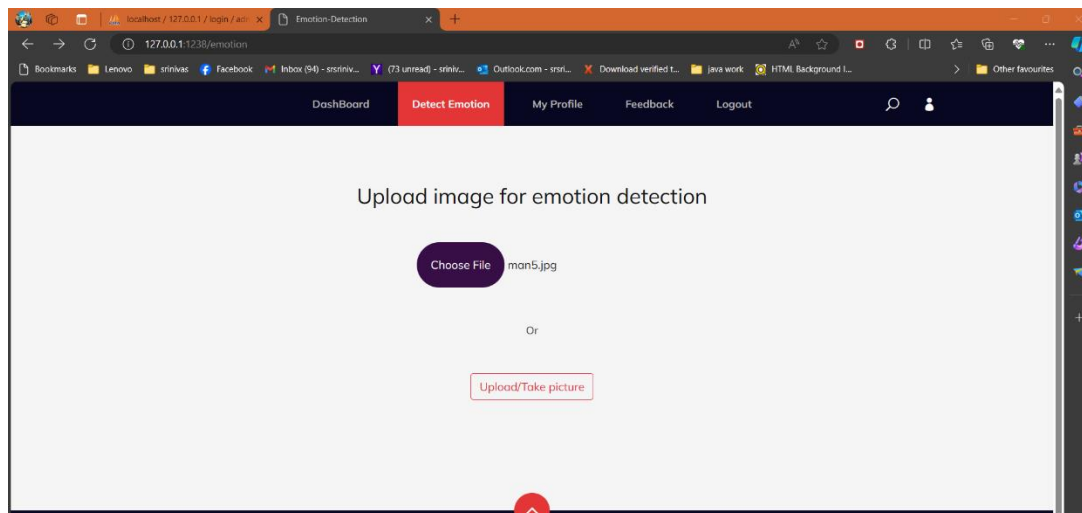 localhost / 127.0.0.1 / login / adm
Emotion-Detection
127.0.0.1:1238/emotion
Bookmarks Lenovo srinivas Facebook Inbox (94) - srsriniv... (73 unread) - sriniv... Outlook.com - srsri... Download verified t... java work HTML Background I... Other favourites
DashBoard Detect Emotion My Profile Feedback Logout
Upload image for emotion detection
Choose File man5.jpg
Or
Upload/Take picture